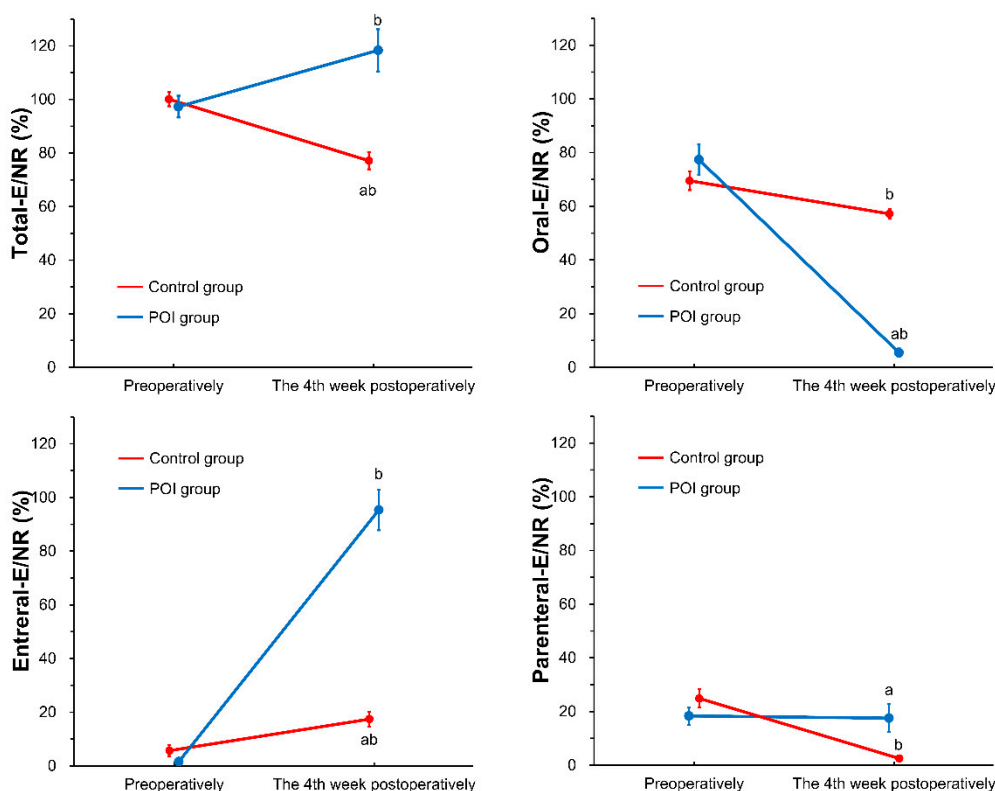 b
120
100
80
60
40
20
0
Total-E/NR (%)
ab
Control group
POI group
Preoperatively
The 4th week postoperatively
120
100
80
60
40
20
0
Oral-E/NR (%)
b
Control group
POI group
ab
Preoperatively
The 4th week postoperatively
120
100
80
60
40
20
0
Entreral-E/NR (%)
Control group
POI group
b
ab
Preoperatively
The 4th week postoperatively
120
100
80
60
40
20
0
Parenteral-E/NR (%)
Control group
POI group
a
b
Preoperatively
The 4th week postoperatively